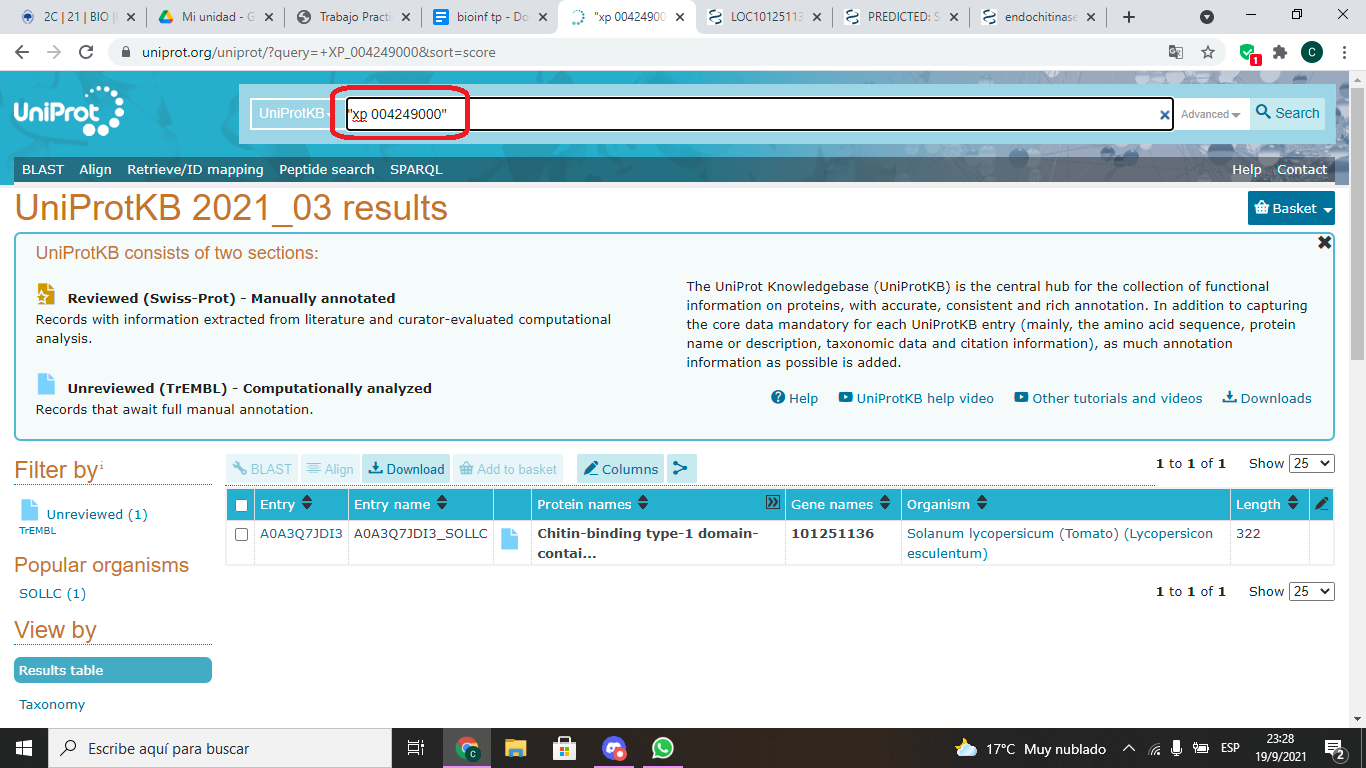 2C | 21 | BIO |
Mi unidad - G
Trabajo Practi
bioinf tp - Do
"xp 00424900
LOC10125113
PREDICTED: S
endochitinase
uniprot.org/uniprot/?query=+XP_004249000&sort=score
1
C
UniProt
UniProtKB
"xp 004249000"
Advanced
Search
BLAST Align Retrieve/ID mapping Peptide search SPARQL
Help Contact
UniProtKB 2021_03 results
Basket
UniProtKB consists of two sections:
Reviewed (Swiss-Prot) - Manually annotated
Records with information extracted from literature and curator-evaluated computational
analysis.
Unreviewed (TrEMBL) - Computationally analyzed
Records that await full manual annotation.
The UniProt Knowledgebase (UniProtKB) is the central hub for the collection of functional
information on proteins, with accurate, consistent and rich annotation. In addition to capturing
the core data mandatory for each UniProtKB entry (mainly, the amino acid sequence, protein
name or description, taxonomic data and citation information), as much annotation
information as possible is added.
Help UniProtKB help video Other tutorials and videos Downloads
Filter by i
Unreviewed (1)
TrEMBL
Popular organisms
SOLLC (1)
View by
Results table
Taxonomy
BLAST Align Download Add to basket Columns
1 to 1 of 1 Show 25
Entry Entry name Protein names Gene names Organism Length
A0A3Q7JDI3 A0A3Q7JDI3_SOLLC Chitin-binding type-1 domain- 101251136 Solanum lycopersicum (Tomato) (Lycopersicon 322
contai... esculentum)
1 to 1 of 1 Show 25
Escribe aquí para buscar
C
17°C Muy nublado
ESP
23:28
19/9/2021
2